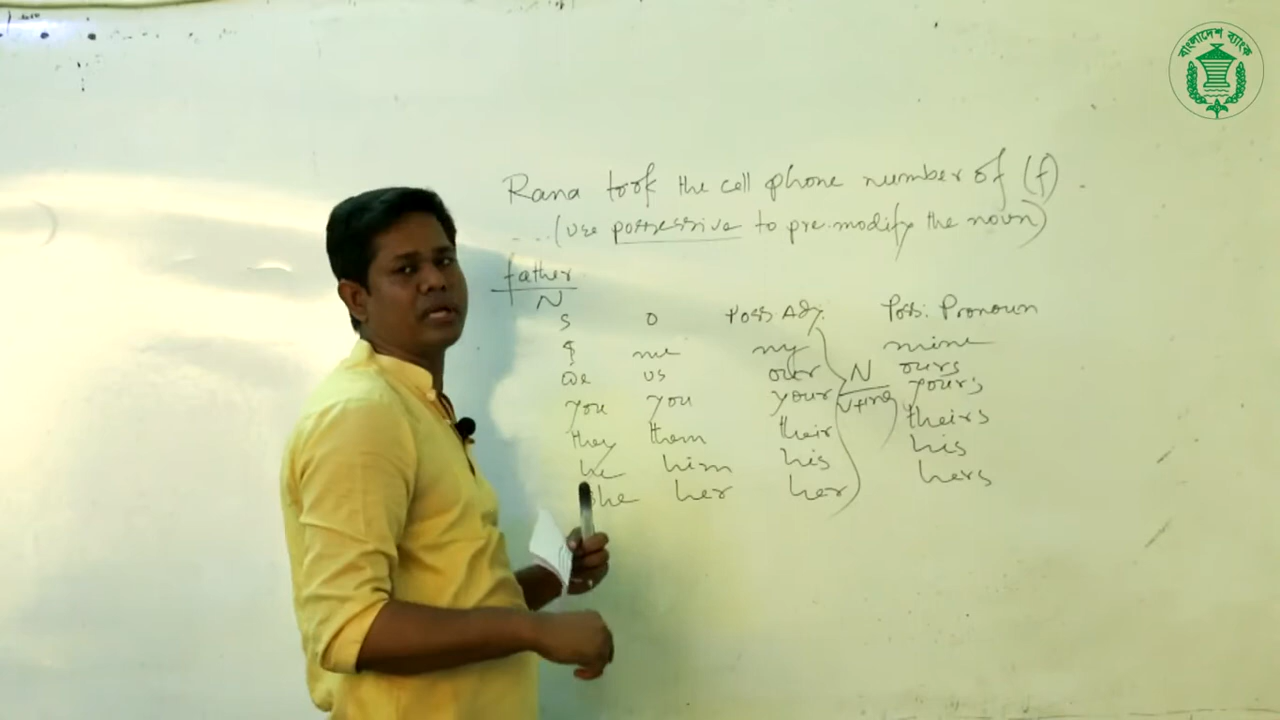 বাংলাদেশ ব্যাংক
Rana took the cell phone number of (f) .
....(use possessive to pre-modify the noun)
father
N
S O Poss: Adj. Poss: Pronoun
I me my mine
We us our N ours
you you your V+ing yours
they them their theirs
he him his his
She her her hers